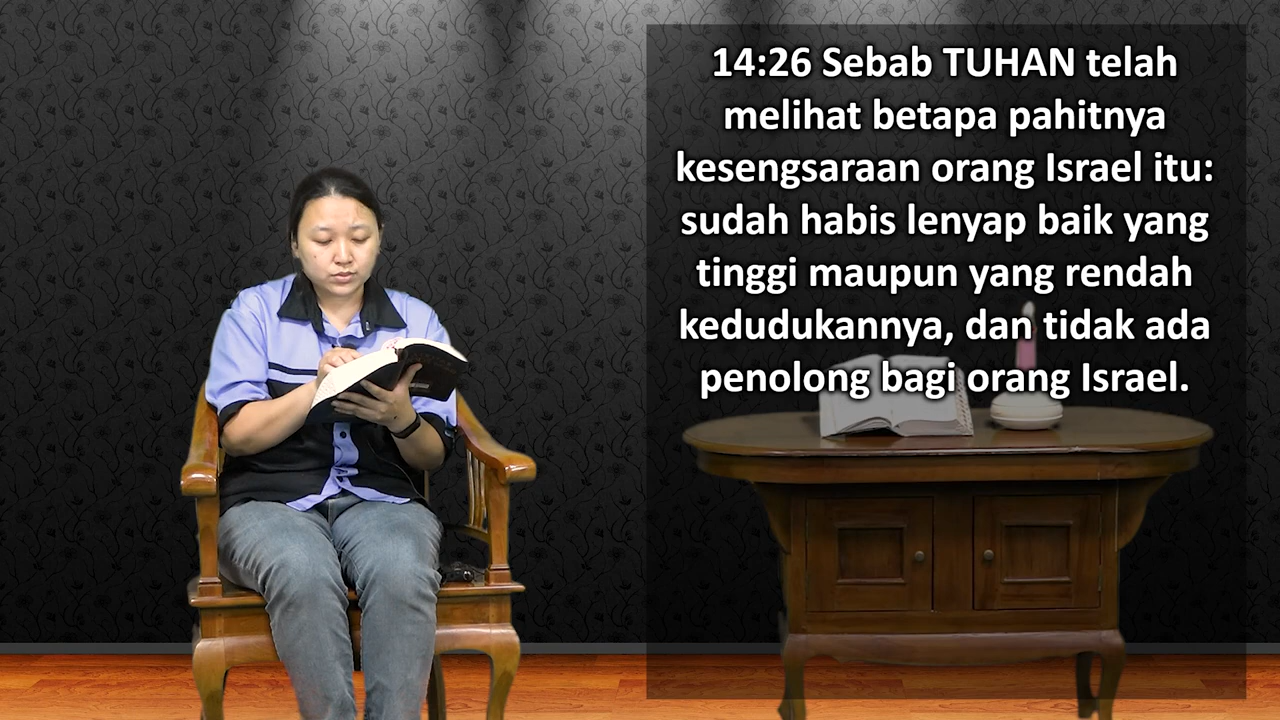 14:26 Sebab TUHAN telah
melihat betapa pahitnya
kesengsaraan orang Israel itu:
sudah habis lenyap baik yang
tinggi maupun yang rendah
kedudukannya, dan tidak ada
penolong bagi orang Israel.